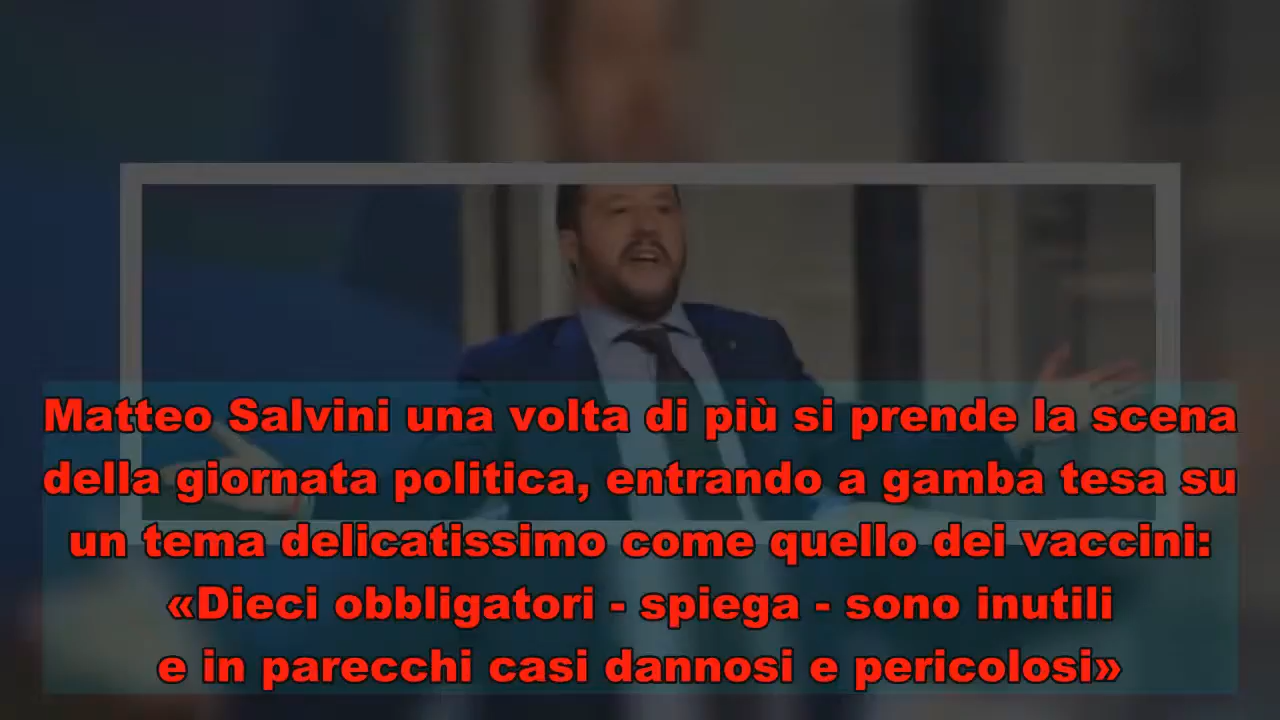 Matteo Salvini una volta di più si prende la scena
della giornata politica, entrando a gamba tesa su
un tema delicatissimo come quello dei vaccini:
«Dieci obbligatori - spiega - sono inutili
e in parecchi casi dannosi e pericolosi»